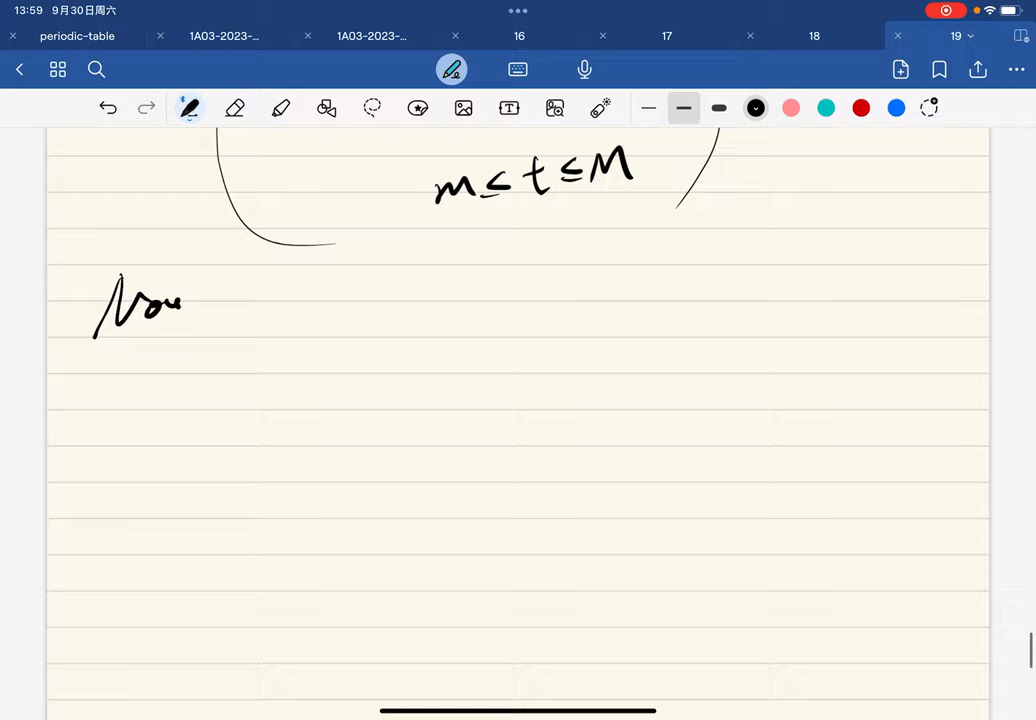 13:59 9月30日周六
periodic-table 1A03-2023-... 1A03-2023-... 16 17 18 19
m ≤ t ≤ M
Now